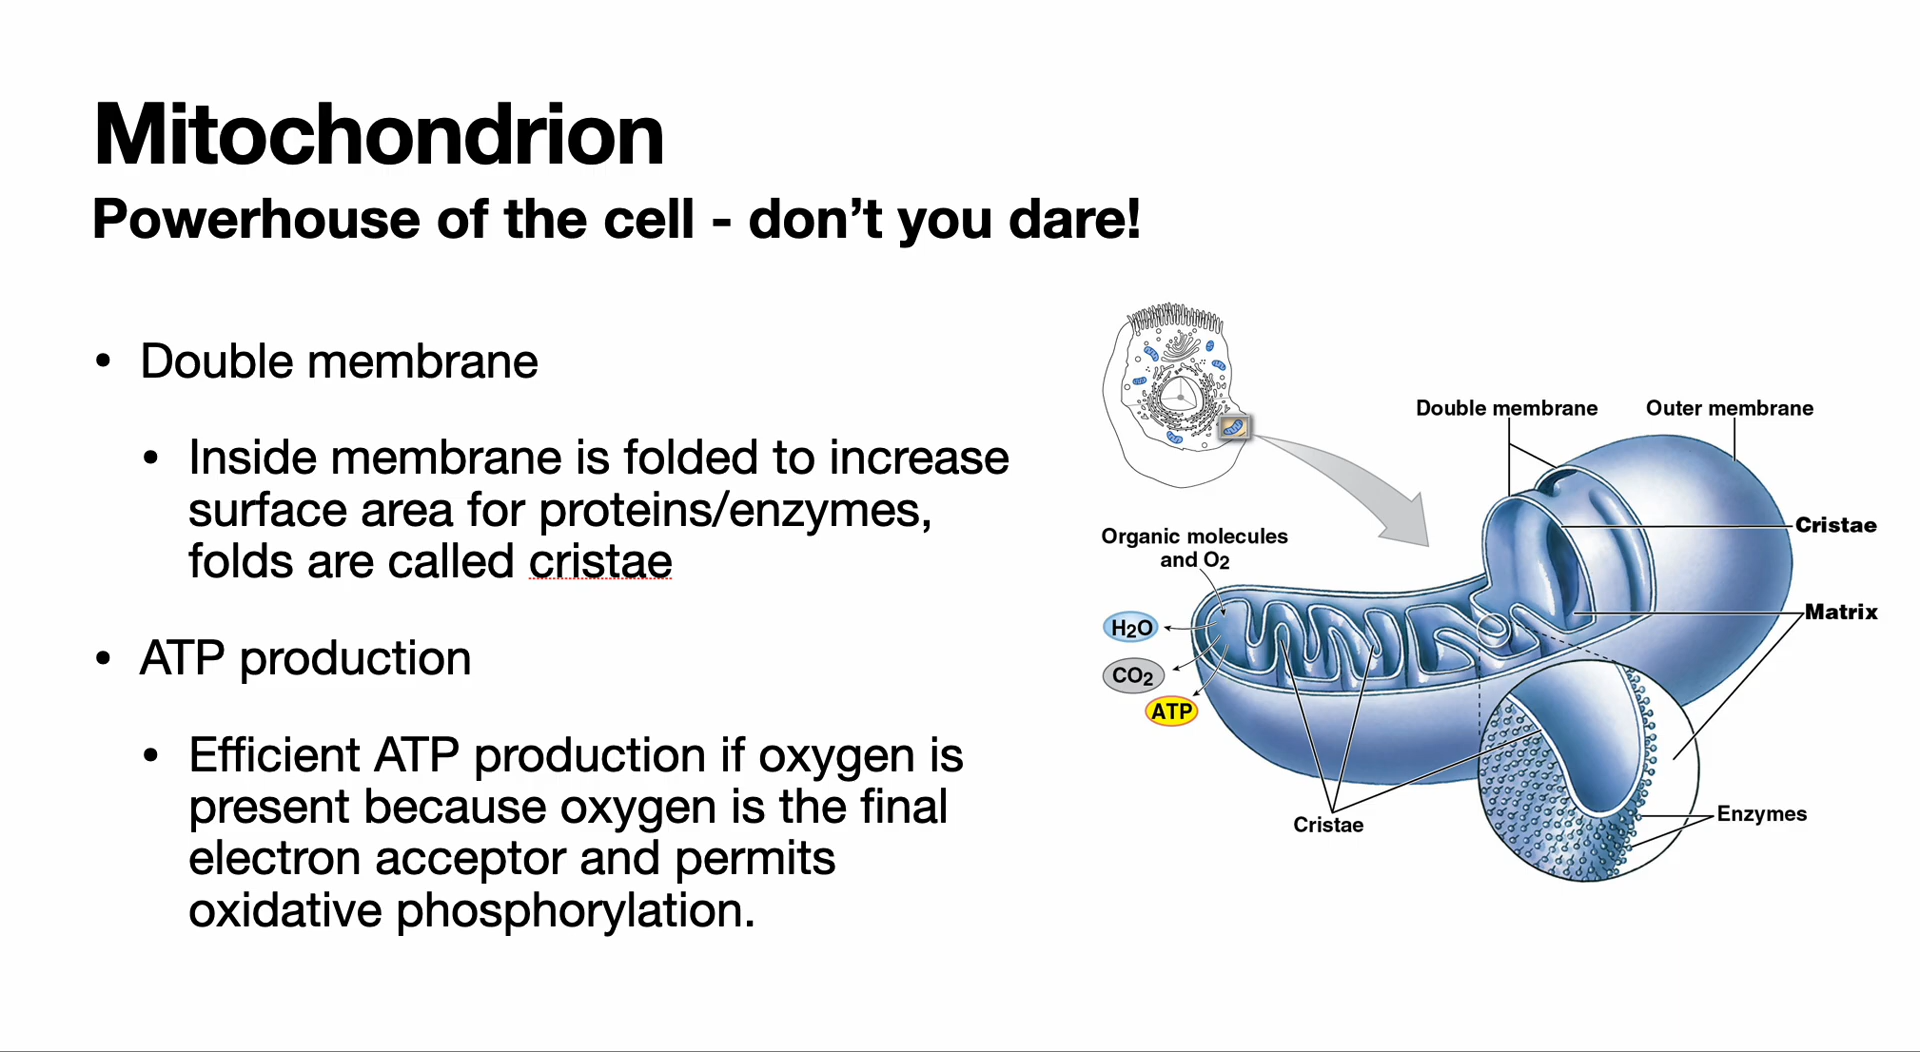 Mitochondrion
Powerhouse of the cell - don’t you dare!
• Double membrane
• Inside membrane is folded to increase
surface area for proteins/enzymes,
folds are called cristae
• ATP production
• Efficient ATP production if oxygen is
present because oxygen is the final
electron acceptor and permits
oxidative phosphorylation.
Double membrane
Outer membrane
Cristae
Organic molecules
and O2
Matrix
H2O
CO2
ATP
Cristae
Enzymes